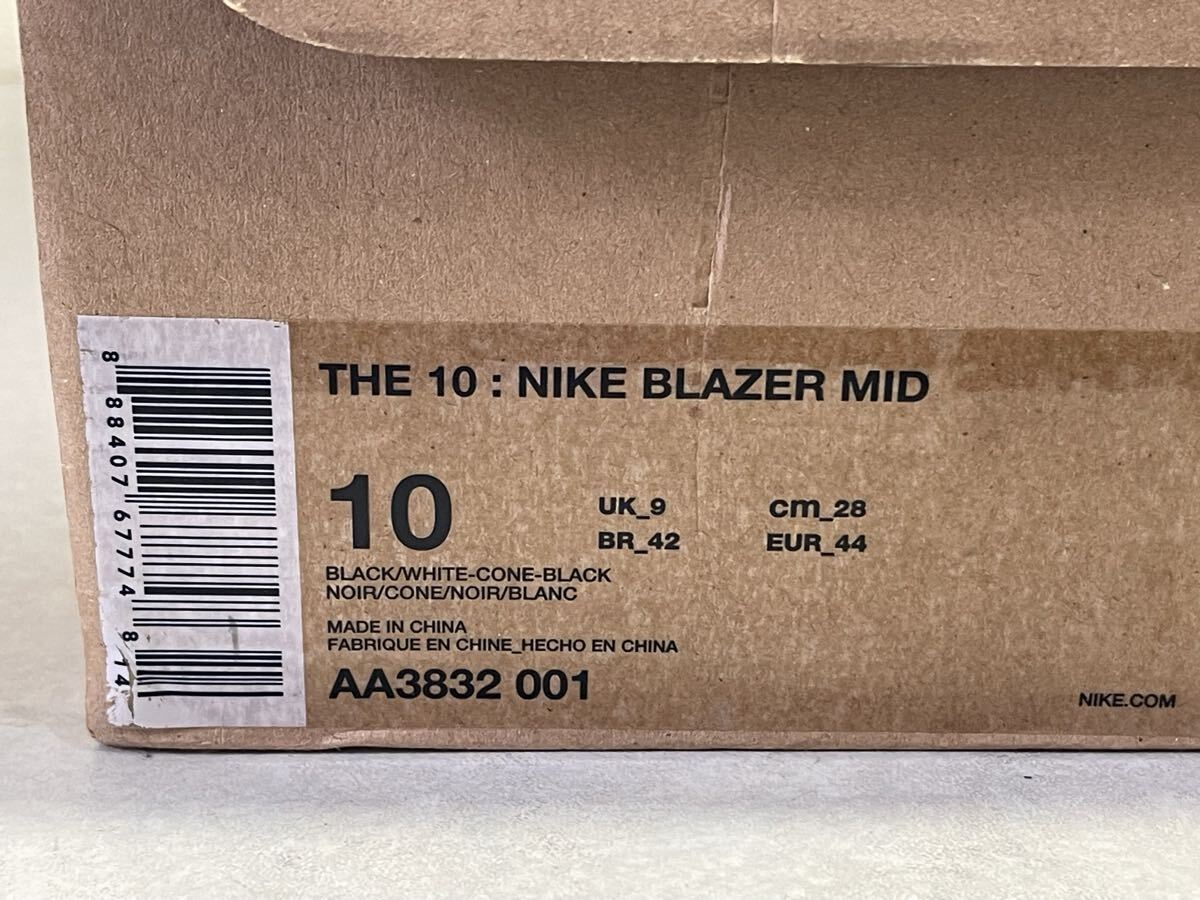 THE 10 : NIKE BLAZER MID
10
UK_9 cm_28
BR_42 EUR_44
BLACK/WHITE-CONE-BLACK
NOIR/CONE/NOIR/BLANC
MADE IN CHINA
FABRIQUE EN CHINE_HECHO EN CHINA
AA3832 001
NIKE.COM
8 88407 67774 8 14